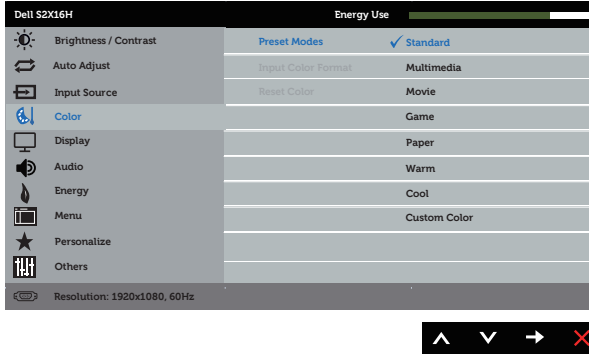 Dell S2X16H Energy Use
Brightness / Contrast Preset Modes Standard
Auto Adjust Input Color Format Multimedia
Input Source Reset Color Movie
Color Game
Display Paper
Audio Warm
Energy Cool
Menu Custom Color
Personalize
Others
Resolution: 1920x1080, 60Hz